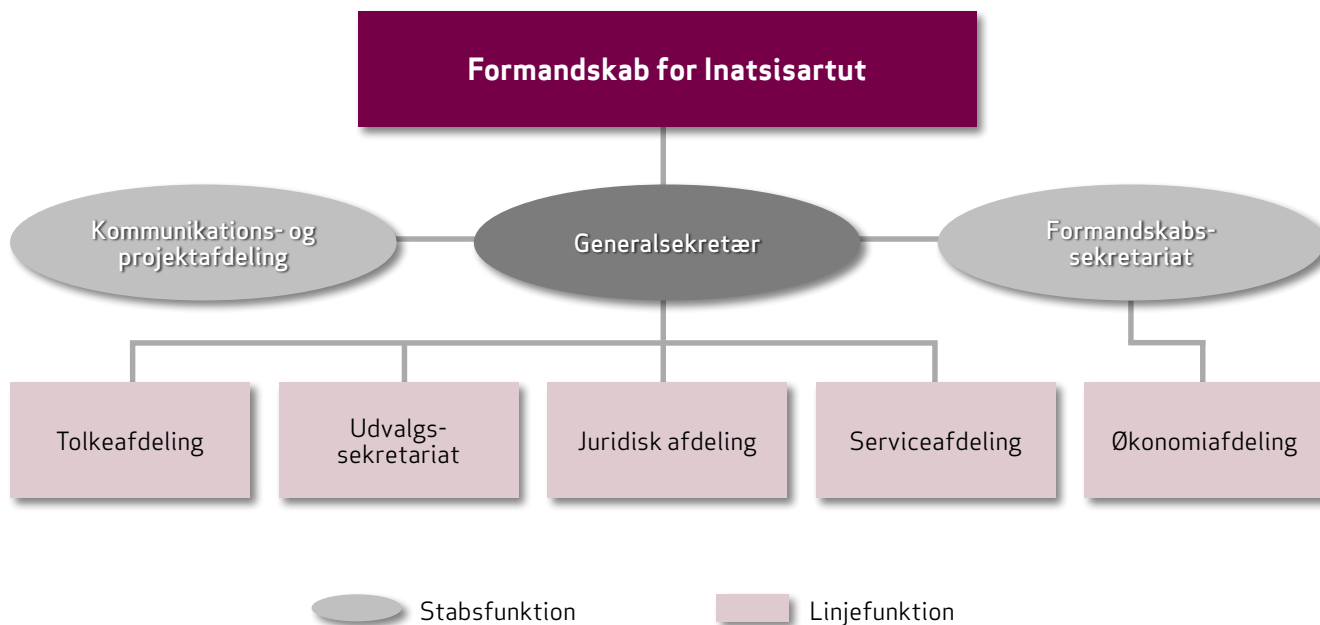 Formandskab for Inatsisartut
Kommunikations- og
projektafdeling
Generalsekretær
Formandskabs-
sekretariat
Tolkeafdeling
Udvalgs-
sekretariat
Juridisk afdeling
Serviceafdeling
Økonomiafdeling
Stabsfunktion
Linjefunktion